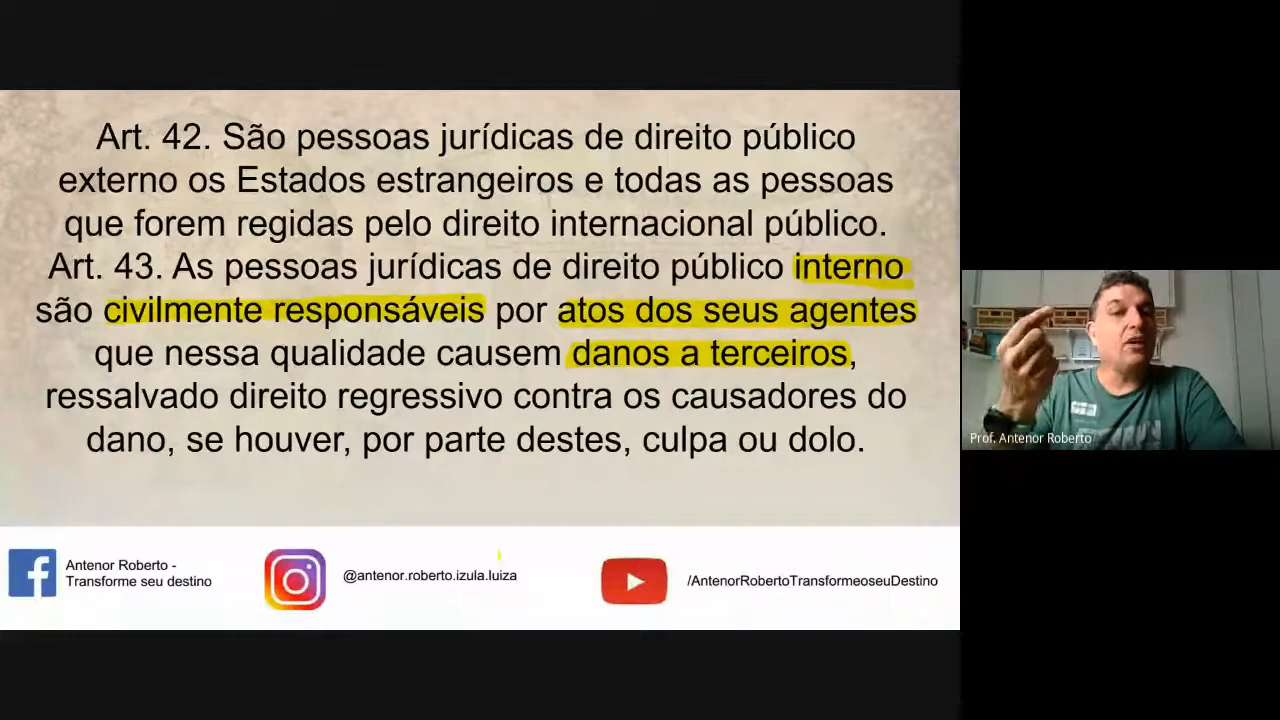 Art. 42. São pessoas jurídicas de direito público
externo os Estados estrangeiros e todas as pessoas
que forem regidas pelo direito internacional público.
Art. 43. As pessoas jurídicas de direito público interno
são civilmente responsáveis por atos dos seus agentes
que nessa qualidade causem danos a terceiros,
ressalvado direito regressivo contra os causadores do
dano, se houver, por parte destes, culpa ou dolo.
Prof. Antenor Roberto
Antenor Roberto -
Transforme seu destino
@antenor.roberto.izula.luiza
/AntenorRobertoTransformeoseuDestino